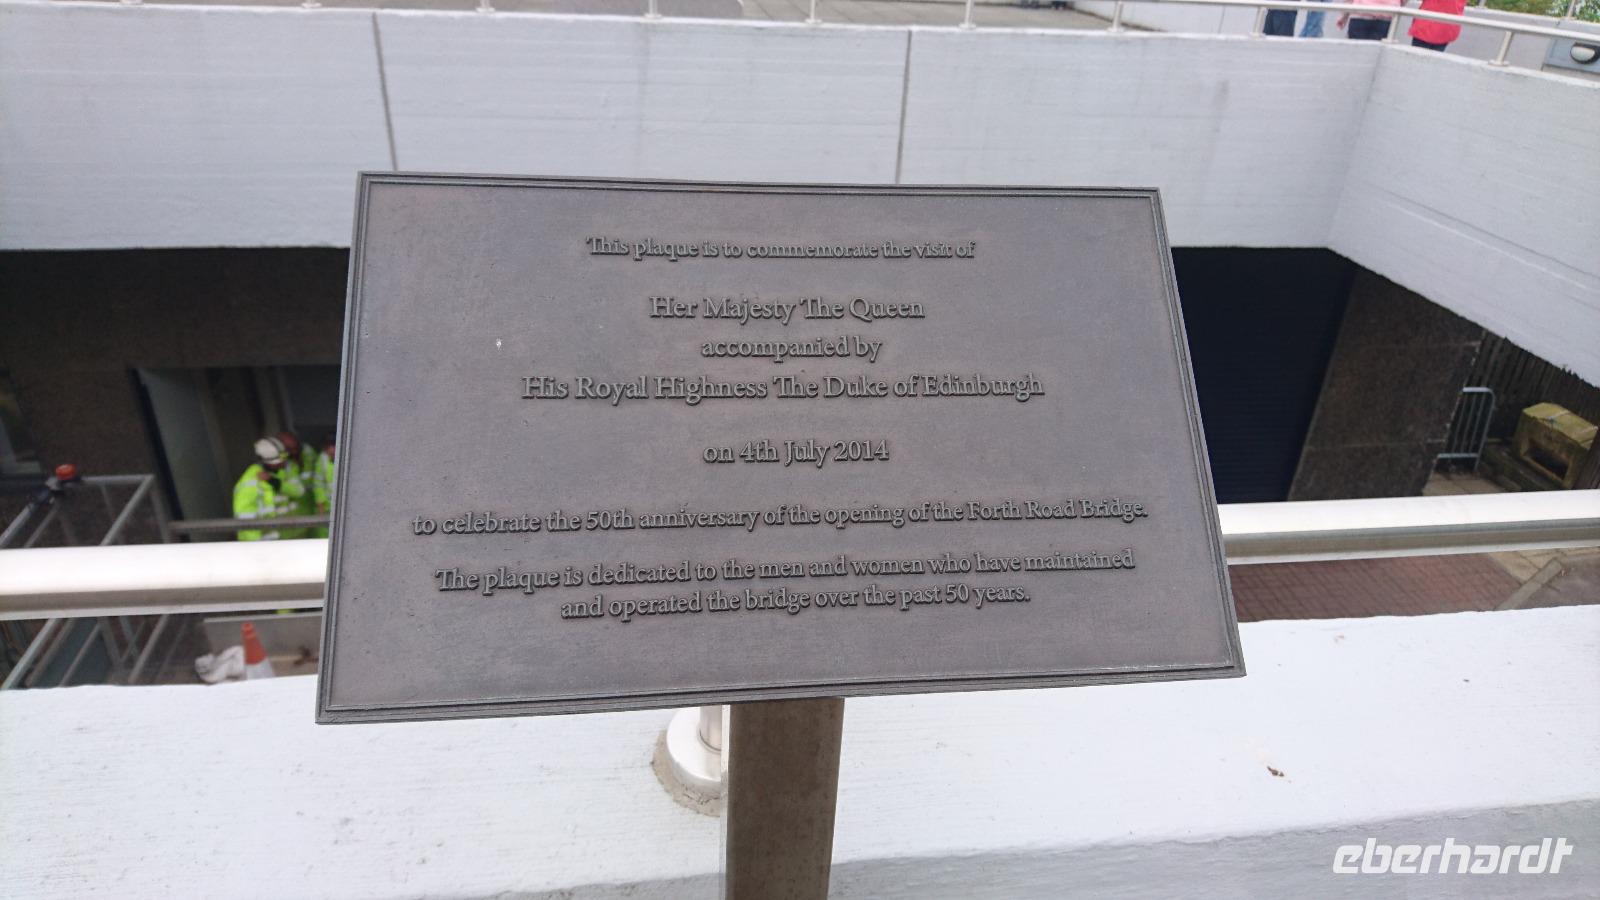 This plaque is to commemorate the visit of
Her Majesty The Queen
accompanied by
His Royal Highness The Duke of Edinburgh
on 4th July 2014
to celebrate the 50th anniversary of the opening of the Forth Road Bridge.
The plaque is dedicated to the men and women who have maintained
and operated the bridge over the past 50 years.
eberhardt